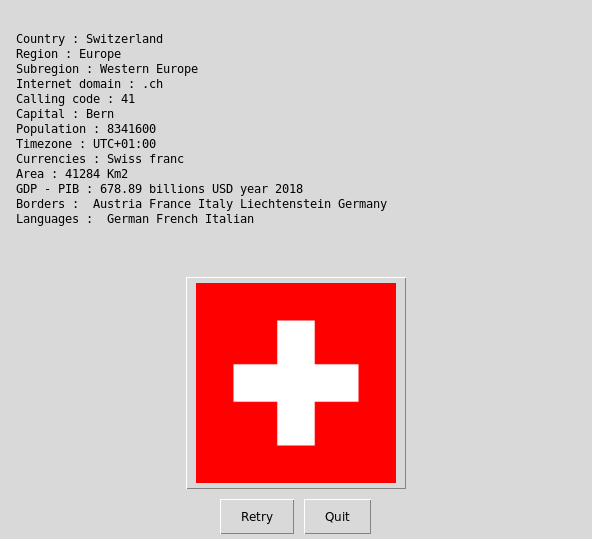 Country : Switzerland
Region : Europe
Subregion : Western Europe
Internet domain : .ch
Calling code : 41
Capital : Bern
Population : 8341600
Timezone : UTC+01:00
Currencies : Swiss franc
Area : 41284 Km2
GDP - PIB : 678.89 billions USD year 2018
Borders :  Austria France Italy Liechtenstein Germany
Languages :  German French Italian
Retry
Quit